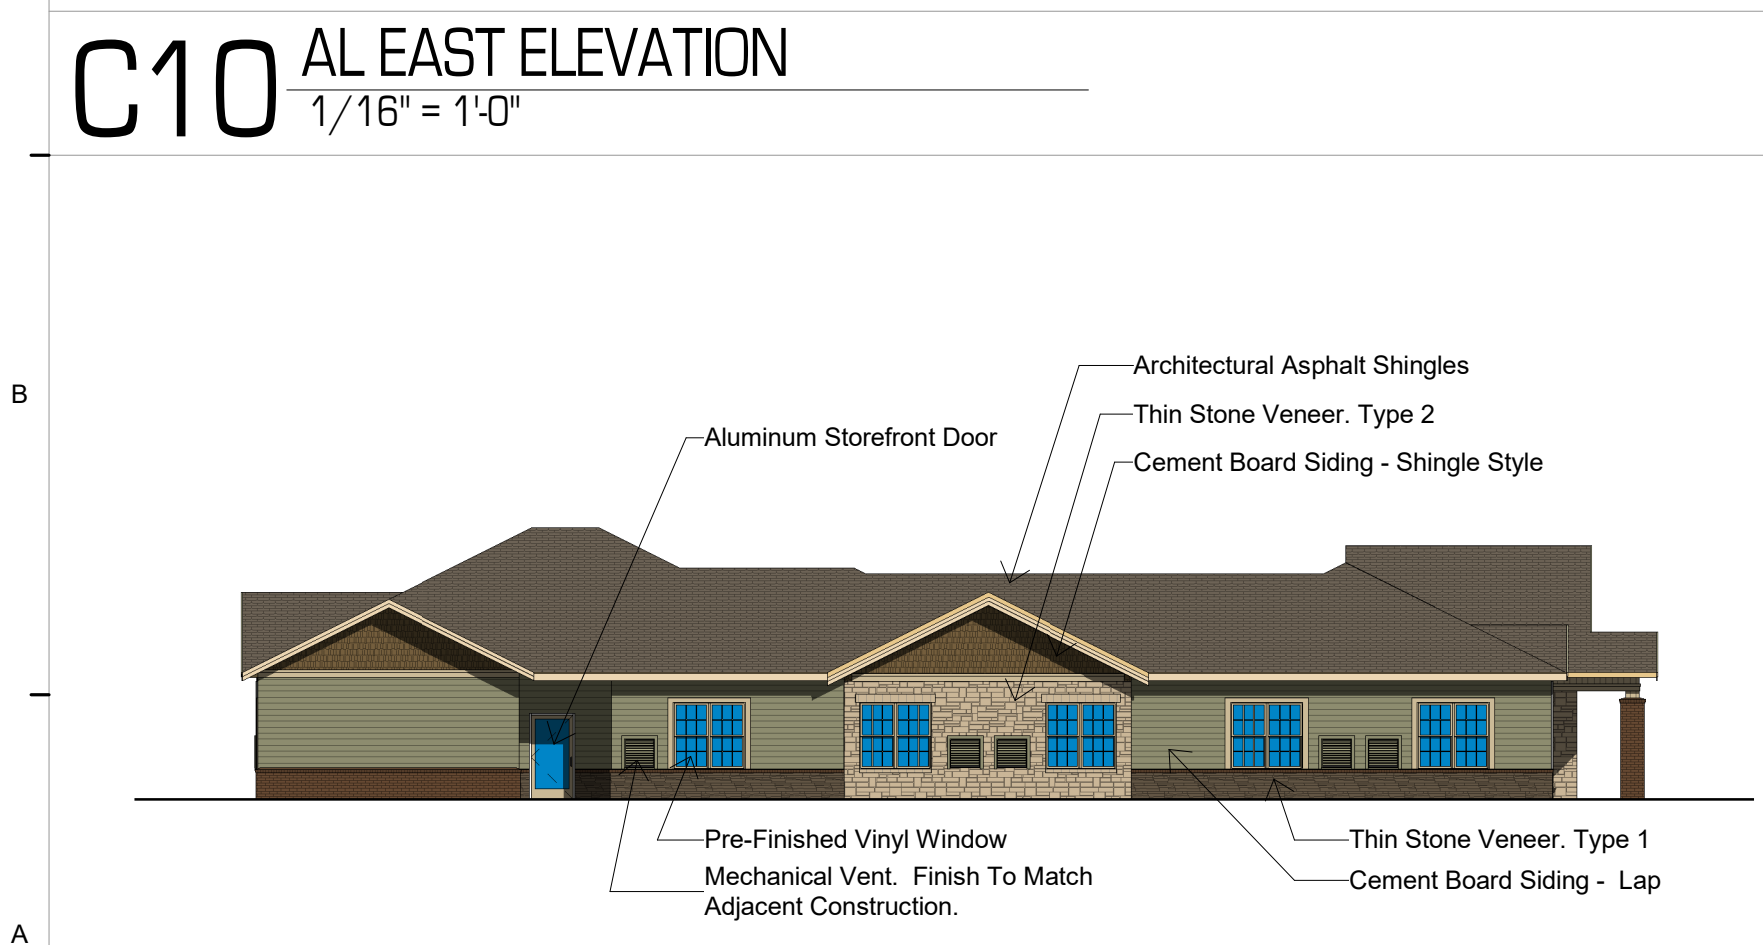 C10
AL EAST ELEVATION
1/16" = 1'-0"
B
Architectural Asphalt Shingles
Thin Stone Veneer. Type 2
Aluminum Storefront Door
Cement Board Siding - Shingle Style
Pre-Finished Vinyl Window
Mechanical Vent.  Finish To Match
Adjacent Construction.
Thin Stone Veneer. Type 1
Cement Board Siding -  Lap
A